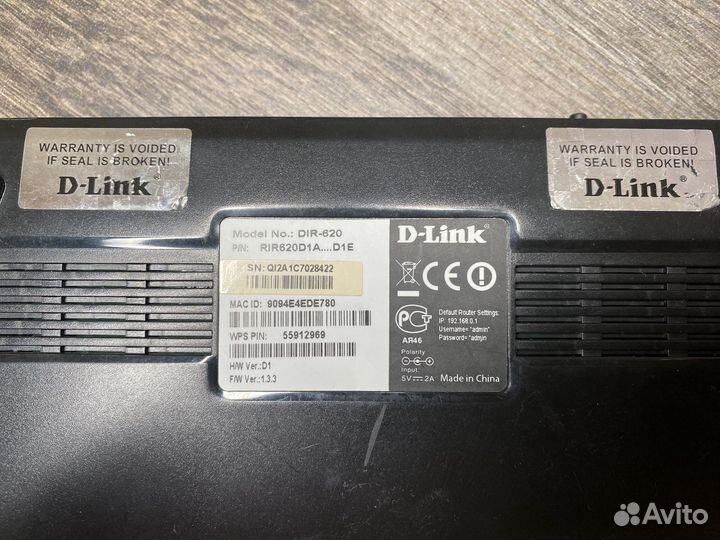 WARRANTY IS VOIDED
IF SEAL IS BROKEN!
D-Link®
WARRANTY IS VOIDED
IF SEAL IS BROKEN!
D-Link®
Model No.: DIR-620
P/N: RIR620D1A....D1E
SN: QI2A1C7028422
MAC ID: 9094E4EDE780
WPS PIN: 55912969
H/W Ver.:D1
F/W Ver.:1.3.3
D-Link®
CE
РСТ
АЯ46
Default Router Settings:
IP: 192.168.0.1
Username= "admin"
Password= "admin
Polarity
Input:
5V⎓2A
Made in China
Avito